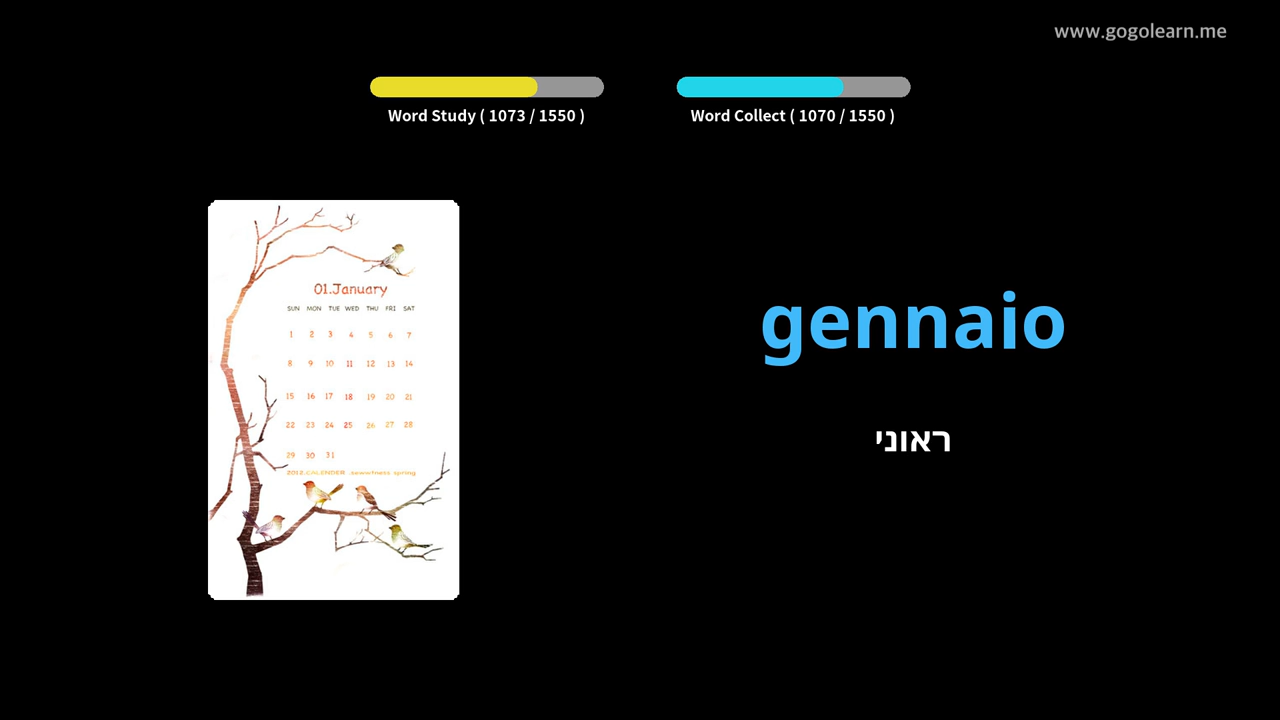 www.gogolearn.me
Word Study ( 1073 / 1550 )
Word Collect ( 1070 / 1550 )
01.January
SUN MON TUE WED THU FRI SAT
1 2 3 4 5 6 7
8 9 10 11 12 13 14
15 16 17 18 19 20 21
22 23 24 25 26 27 28
29 30 31
CALENDER spring
gennaio
ראוני